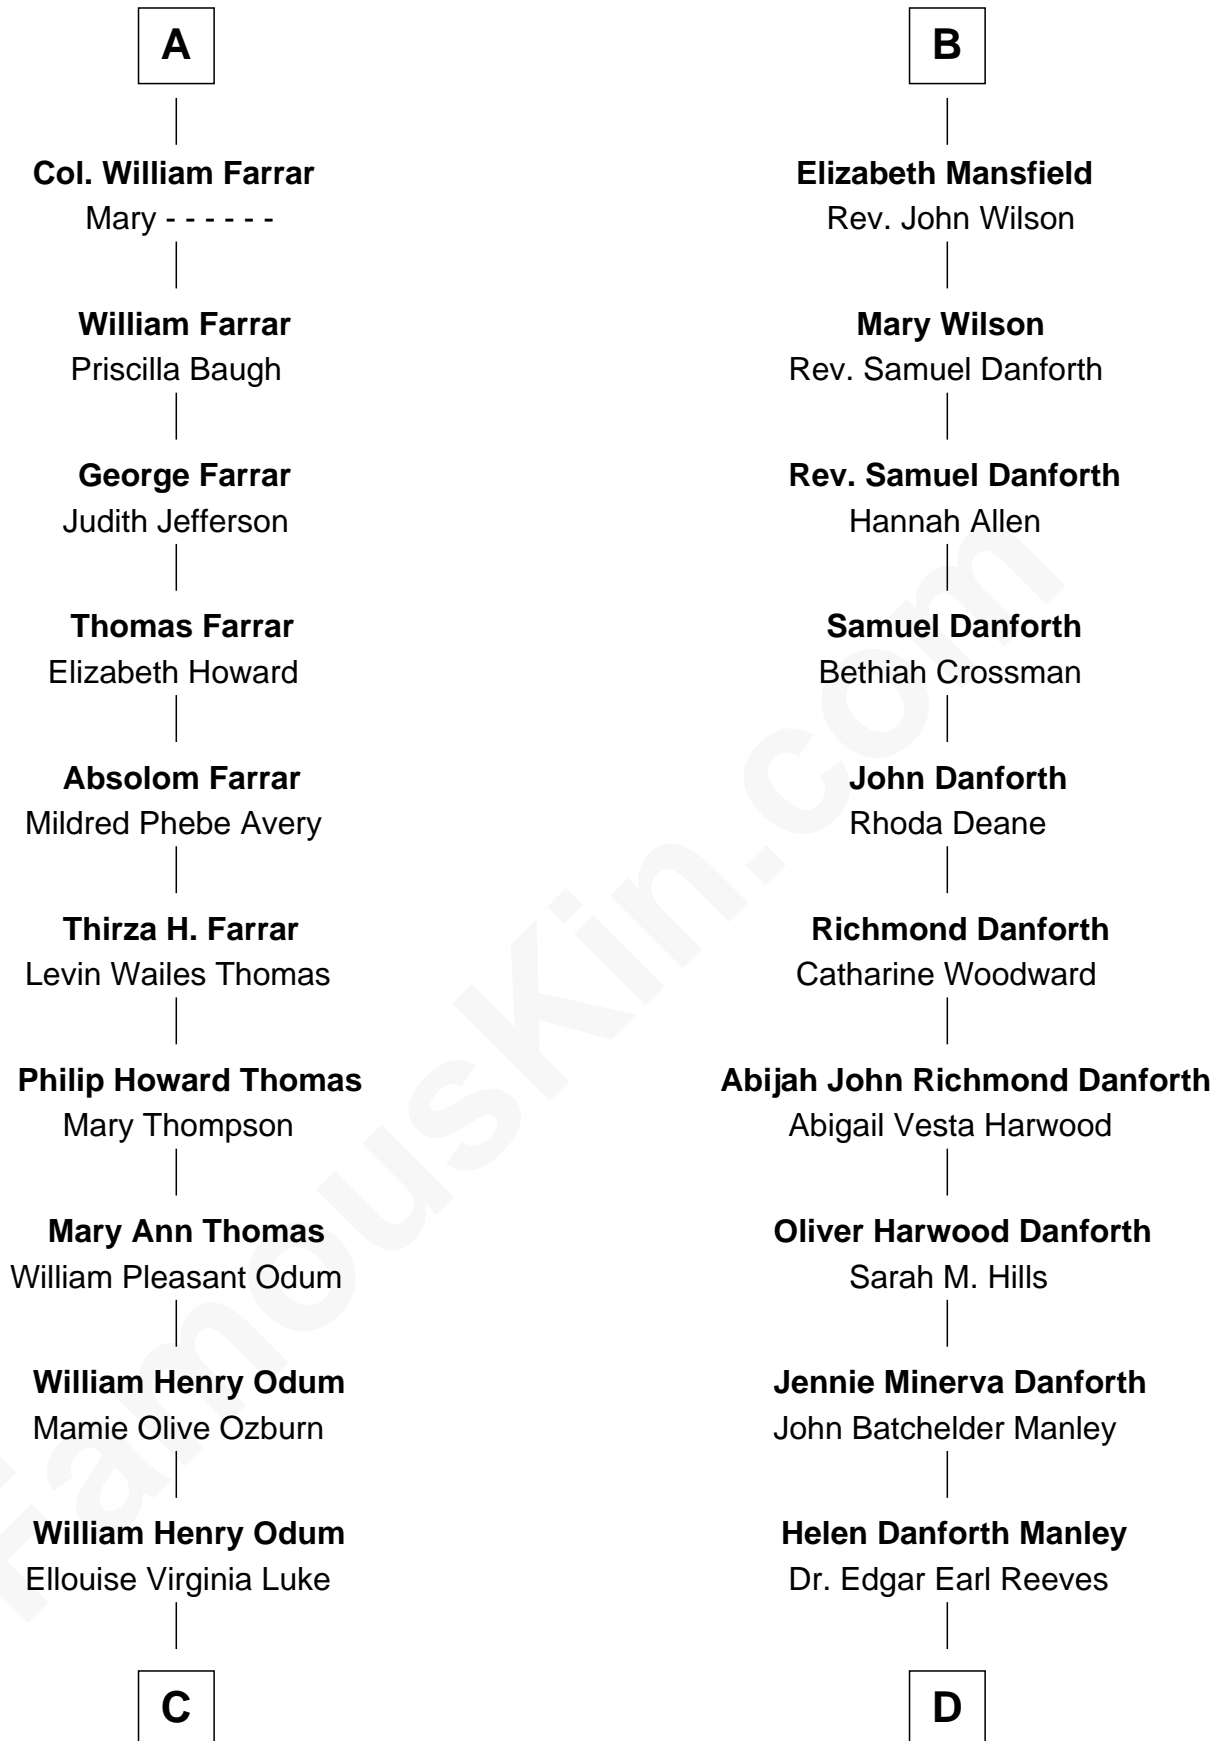 A
Col. William Farrar
Mary - - - - - -
William Farrar
Priscilla Baugh
George Farrar
Judith Jefferson
Thomas Farrar
Elizabeth Howard
Absolom Farrar
Mildred Phebe Avery
Thirza H. Farrar
Levin Wailes Thomas
Philip Howard Thomas
Mary Thompson
Mary Ann Thomas
William Pleasant Odum
William Henry Odum
Mamie Olive Ozburn
William Henry Odum
Ellouise Virginia Luke
C
B
Elizabeth Mansfield
Rev. John Wilson
Mary Wilson
Rev. Samuel Danforth
Rev. Samuel Danforth
Hannah Allen
Samuel Danforth
Bethiah Crossman
John Danforth
Rhoda Deane
Richmond Danforth
Catharine Woodward
Abijah John Richmond Danforth
Abigail Vesta Harwood
Oliver Harwood Danforth
Sarah M. Hills
Jennie Minerva Danforth
John Batchelder Manley
Helen Danforth Manley
Dr. Edgar Earl Reeves
D
FamousKin.com